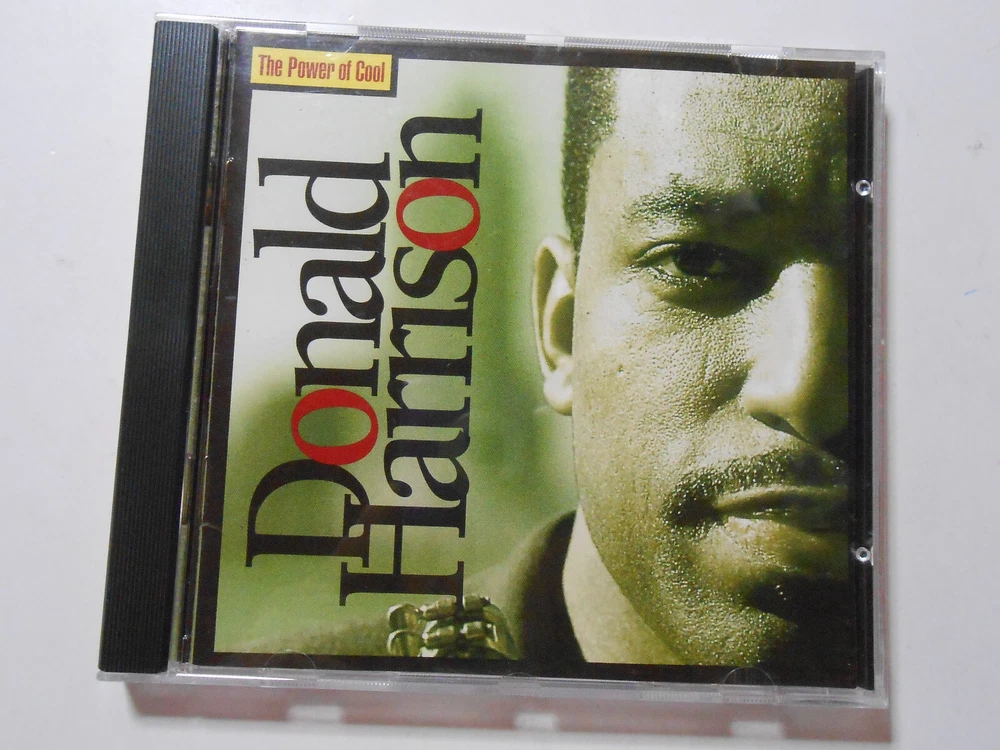 The Power of Cool
Donald
Harrison